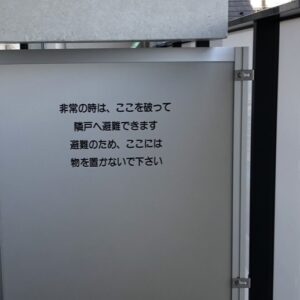 非常の時は、ここを破って
隣戸へ避難できます
避難のため、ここには
物を置かないで下さい